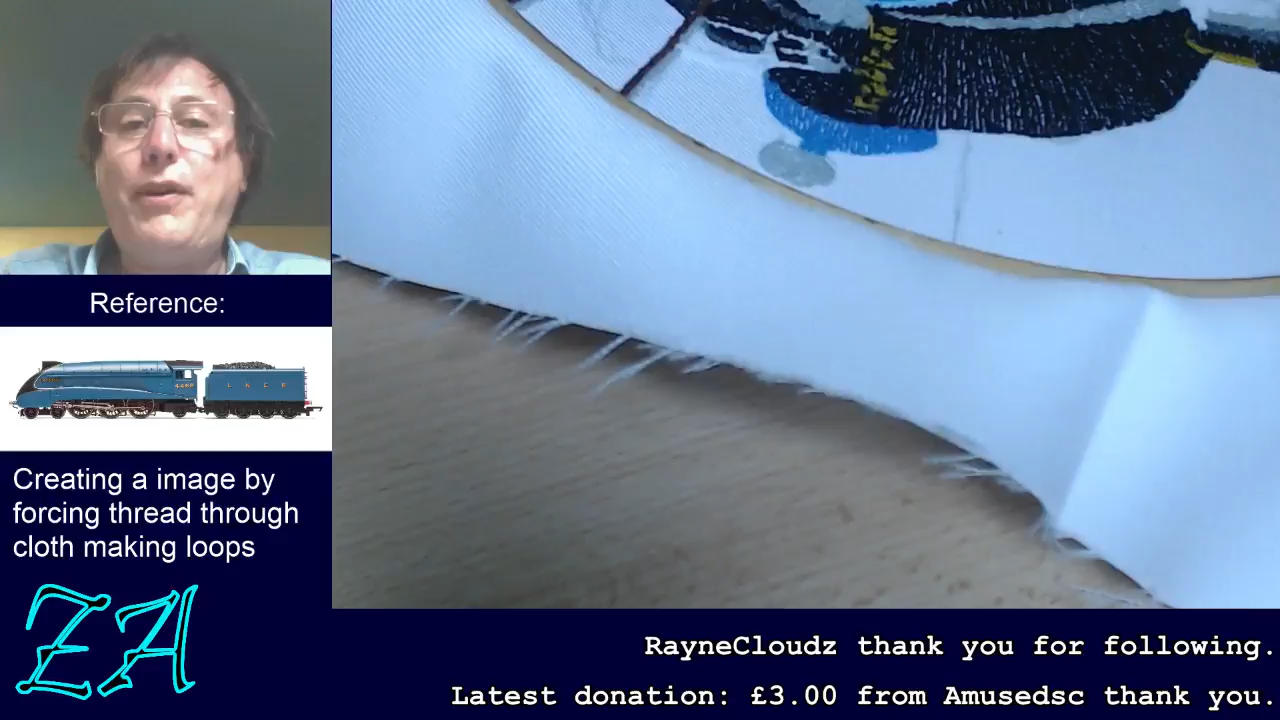 Reference:
L N E R
Creating a image by
forcing thread through
cloth making loops
ZA
RayneCloudz thank you for following.
Latest donation: £3.00 from Amusedsc thank you.